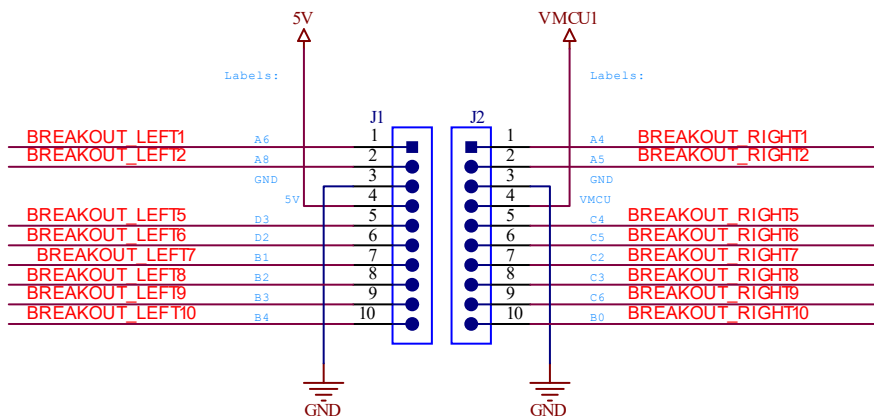 5V VMCU1
Labels: Labels:
J1 J2
BREAKOUT_LEFT1 A6 1 1 A4 BREAKOUT_RIGHT1
BREAKOUT_LEFT2 A8 2 2 A5 BREAKOUT_RIGHT2
GND 3 3 GND
5V 4 4 VMCU
BREAKOUT_LEFT5 D3 5 5 C4 BREAKOUT_RIGHT5
BREAKOUT_LEFT6 D2 6 6 C5 BREAKOUT_RIGHT6
BREAKOUT_LEFT7 B1 7 7 C2 BREAKOUT_RIGHT7
BREAKOUT_LEFT8 B2 8 8 C3 BREAKOUT_RIGHT8
BREAKOUT_LEFT9 B3 9 9 C6 BREAKOUT_RIGHT9
BREAKOUT_LEFT10 B4 10 10 B0 BREAKOUT_RIGHT10
GND GND